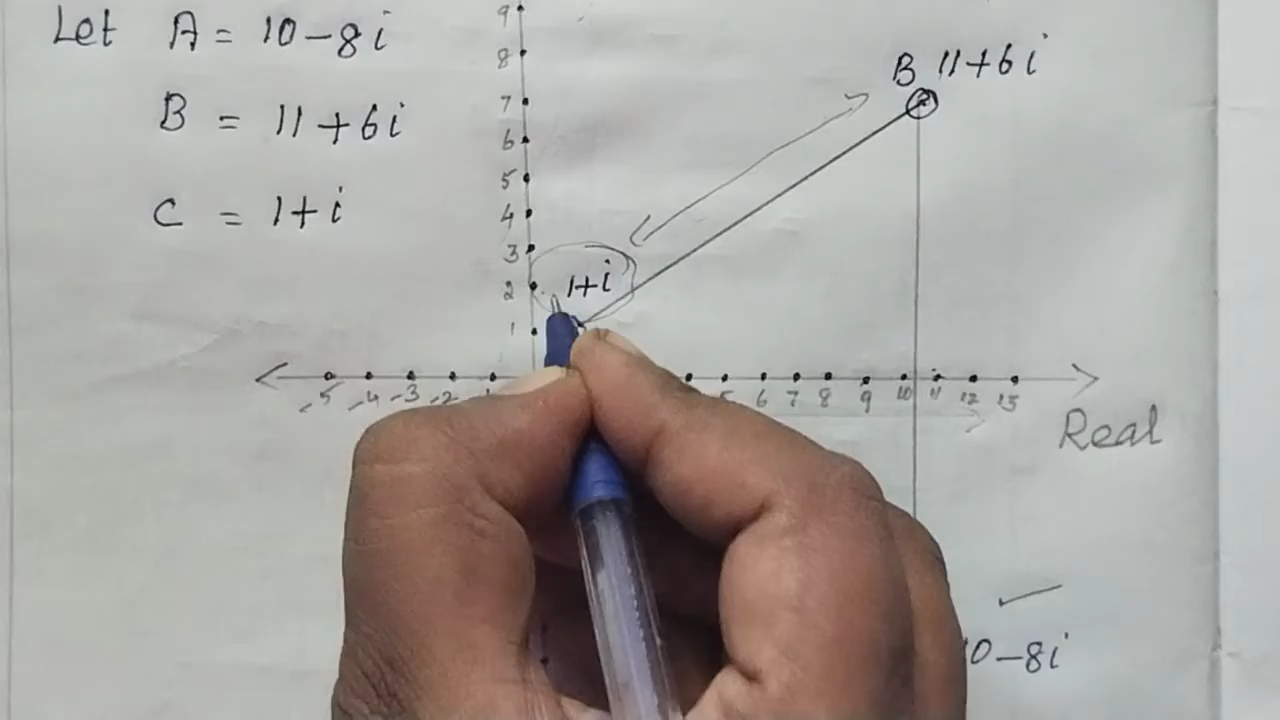 Let A = 10-8i
B = 11+6i
C = 1+i
9
8
7
6
5
4
3
2
1
B 11+6i
1+i
-5 -4 -3 -2 5 6 7 8 9 10 11 12 13
Real
10-8i